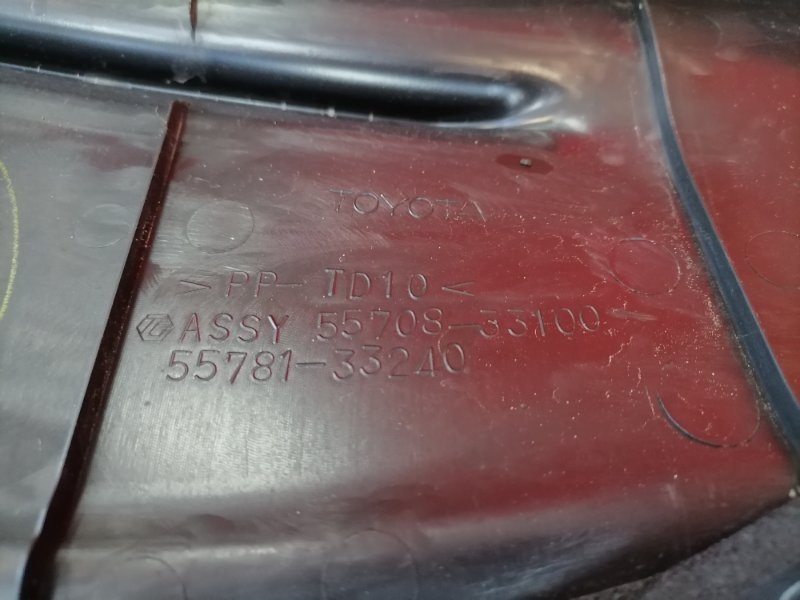 TOYOTA
>PP-TD10<
ASSY 55708-33100
55781-33240